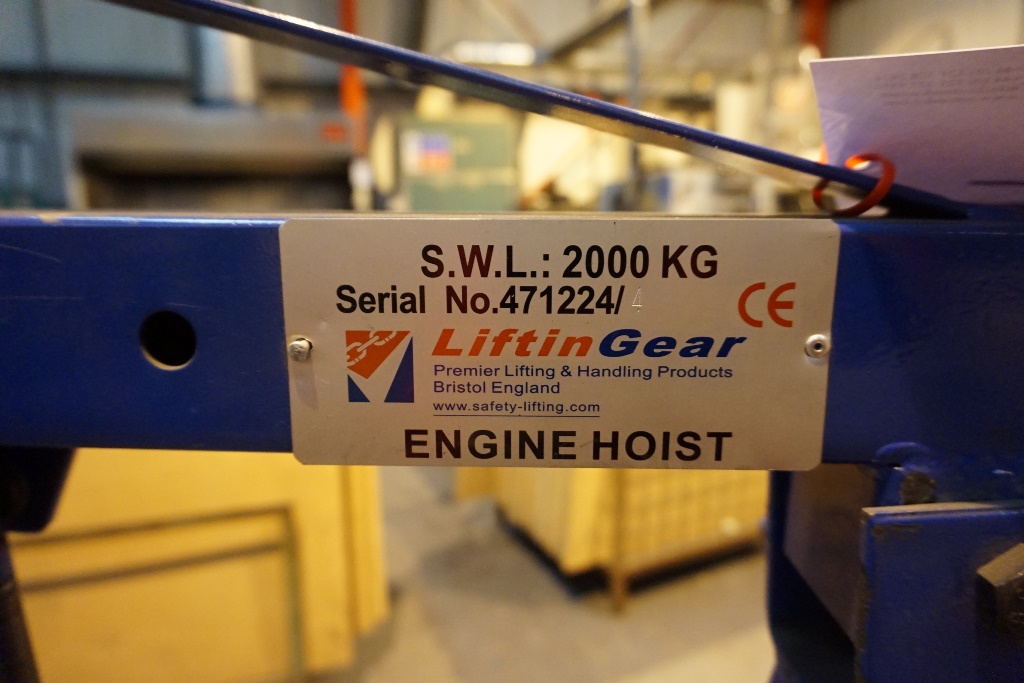 S.W.L.: 2000 KG
Serial No.471224/ 4
CE
LiftinGear
Premier Lifting & Handling Products
Bristol England
www.safety-lifting.com
ENGINE HOIST